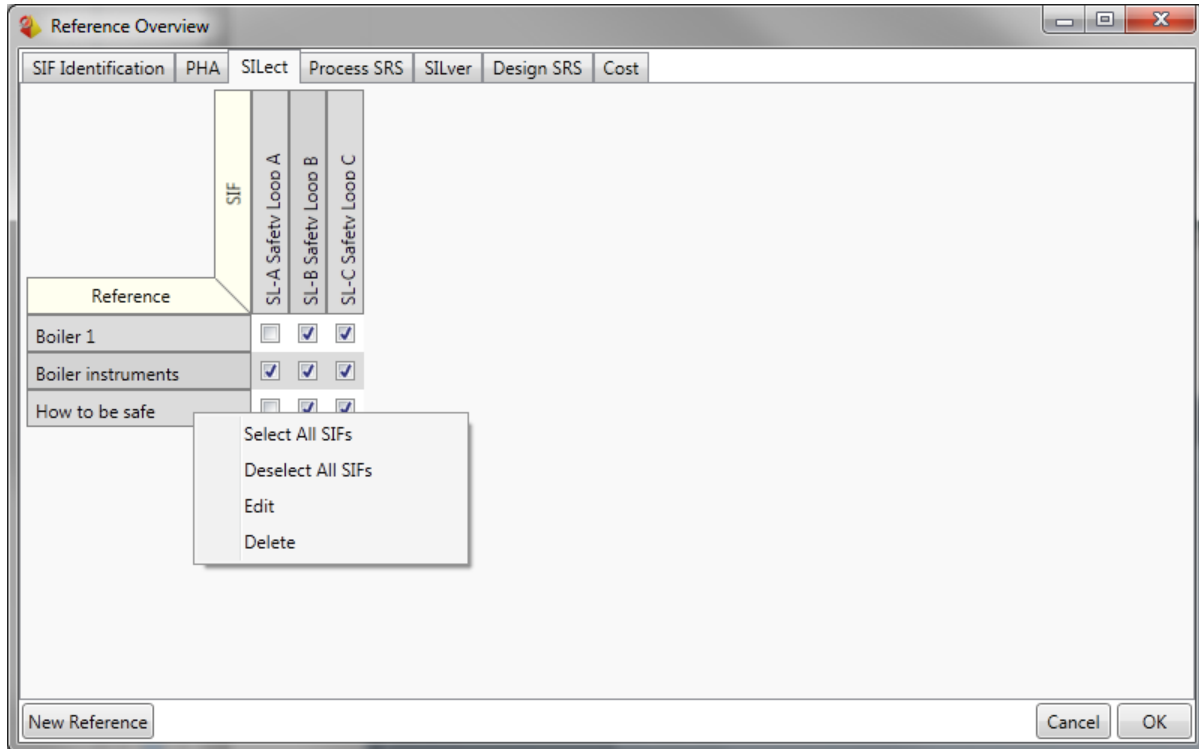 Reference Overview
SIF Identification PHA SILect Process SRS SILver Design SRS Cost
SIF
SL-A Safety Loop A
SL-B Safety Loop B
SL-C Safety Loop C
Reference
Boiler 1
Boiler instruments
How to be safe
Select All SIFs
Deselect All SIFs
Edit
Delete
New Reference Cancel OK